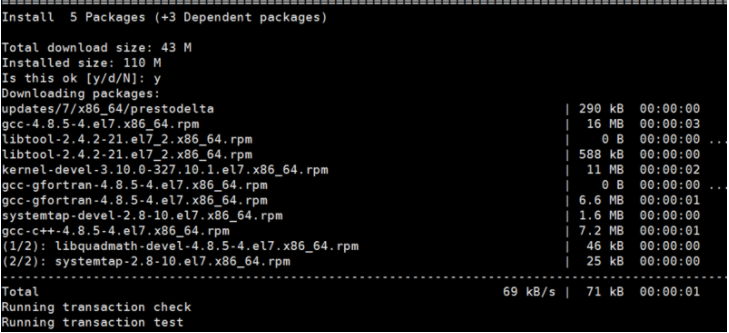 Install  5 Packages (+3 Dependent packages)
Total download size: 43 M
Installed size: 110 M
Is this ok [y/d/N]: y
Downloading packages:
updates/7/x86_64/prestodelta | 290 kB 00:00:00
gcc-4.8.5-4.el7.x86_64.rpm | 16 MB 00:00:03
libtool-2.4.2-21.el7_2.x86_64.rpm | 0 B 00:00:00 ...
libtool-2.4.2-21.el7_2.x86_64.rpm | 588 kB 00:00:00
kernel-devel-3.10.0-327.10.1.el7.x86_64.rpm | 11 MB 00:00:02
gcc-gfortran-4.8.5-4.el7.x86_64.rpm | 0 B 00:00:00 ...
gcc-gfortran-4.8.5-4.el7.x86_64.rpm | 6.6 MB 00:00:01
systemtap-devel-2.8-10.el7.x86_64.rpm | 1.6 MB 00:00:00
gcc-c++-4.8.5-4.el7.x86_64.rpm | 7.2 MB 00:00:01
(1/2): libquadmath-devel-4.8.5-4.el7.x86_64.rpm | 46 kB 00:00:00
(2/2): systemtap-2.8-10.el7.x86_64.rpm | 25 kB 00:00:00
Total 69 kB/s | 71 kB 00:00:01
Running transaction check
Running transaction test